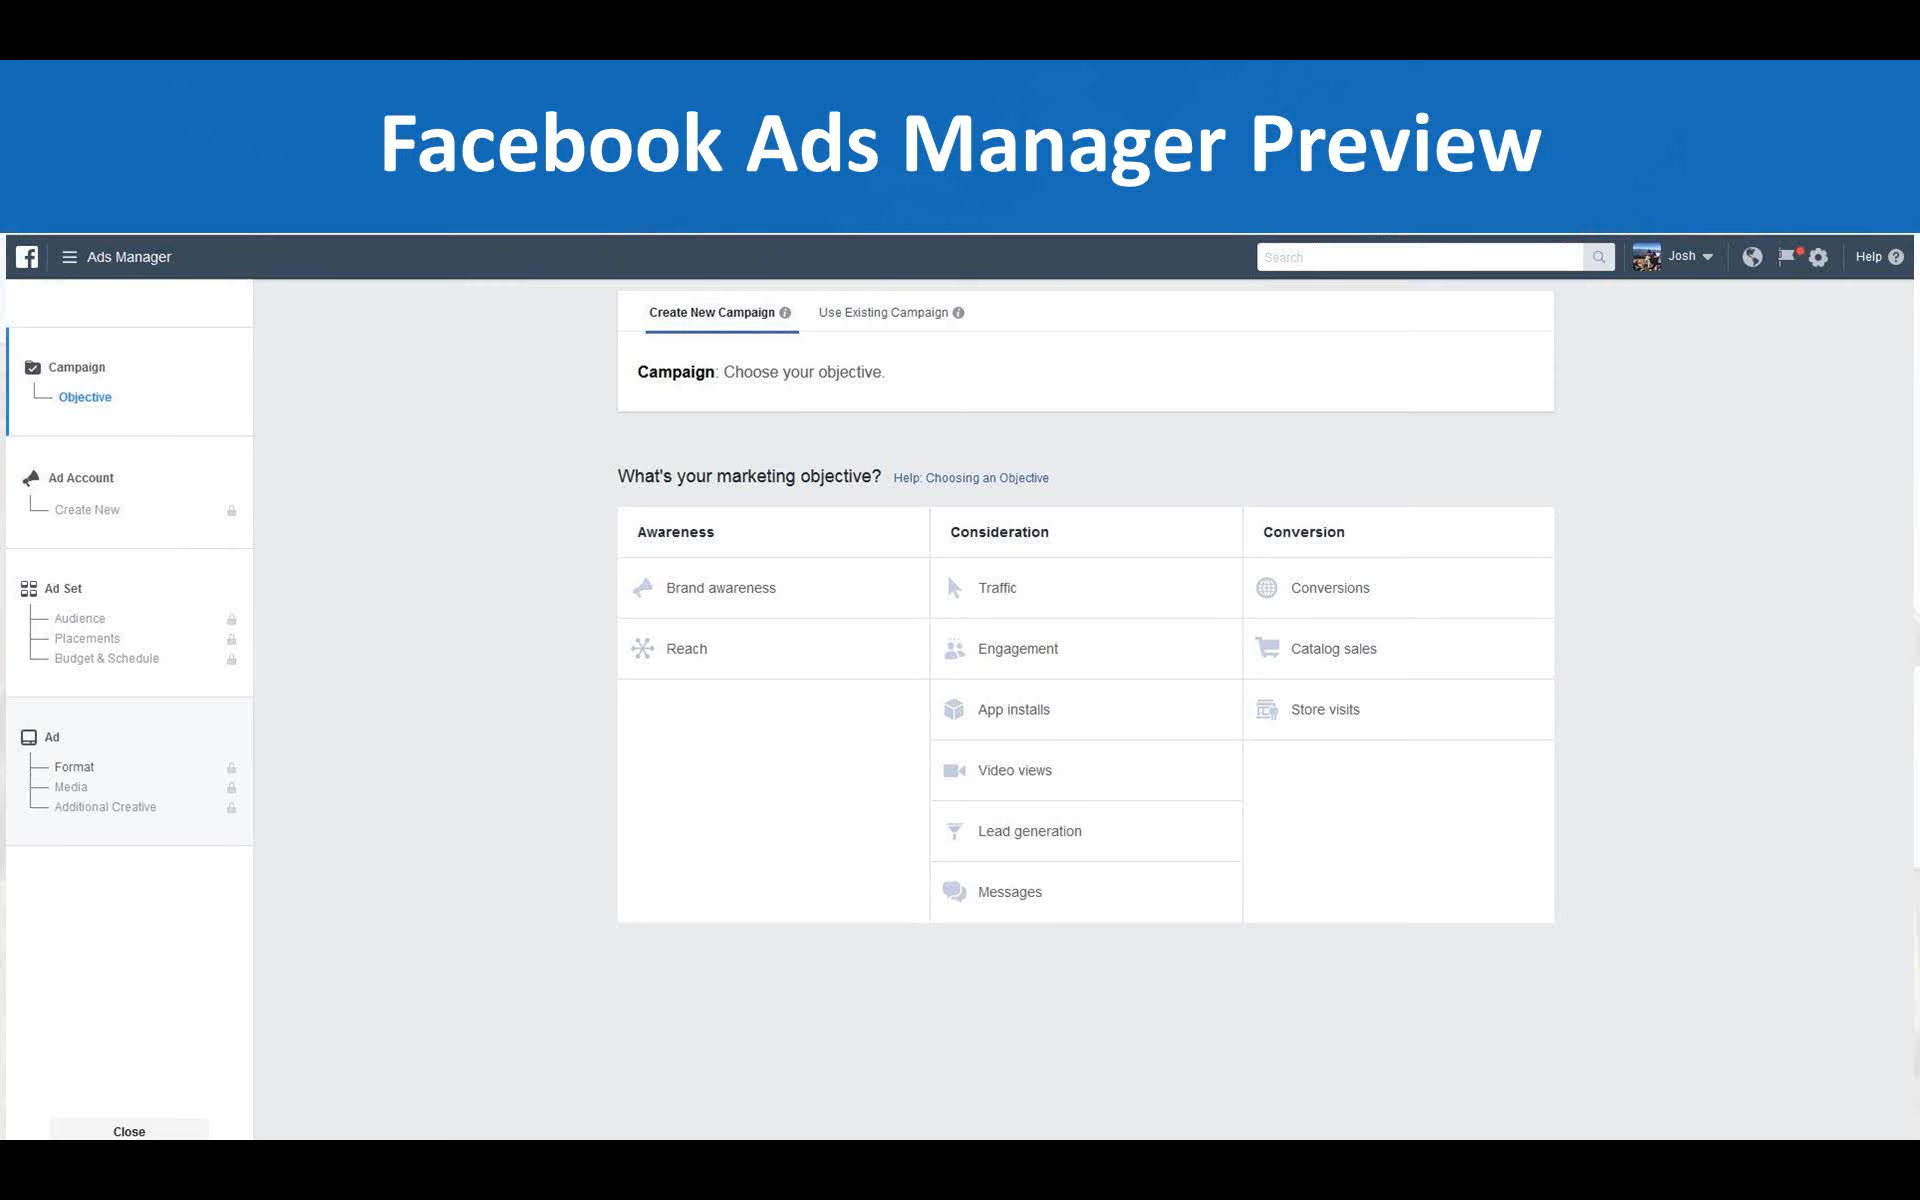 Facebook Ads Manager Preview
Ads Manager
Search
Josh
Help
Create New Campaign
Use Existing Campaign
Campaign: Choose your objective.
Campaign
Objective
Ad Account
Create New
Ad Set
Audience
Placements
Budget & Schedule
Ad
Format
Media
Additional Creative
Close
What's your marketing objective? Help: Choosing an Objective
Awareness
Brand awareness
Reach
Consideration
Traffic
Engagement
App installs
Video views
Lead generation
Messages
Conversion
Conversions
Catalog sales
Store visits